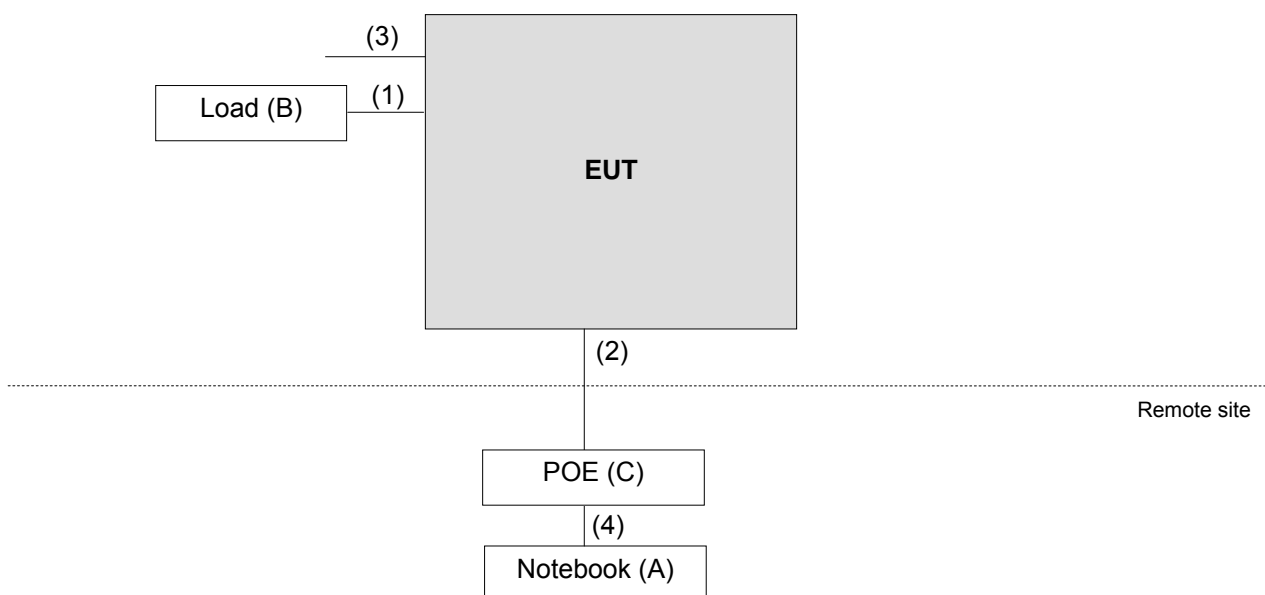 (3)
Load (B)
(1)
EUT
(2)
Remote site
POE (C)
(4)
Notebook (A)